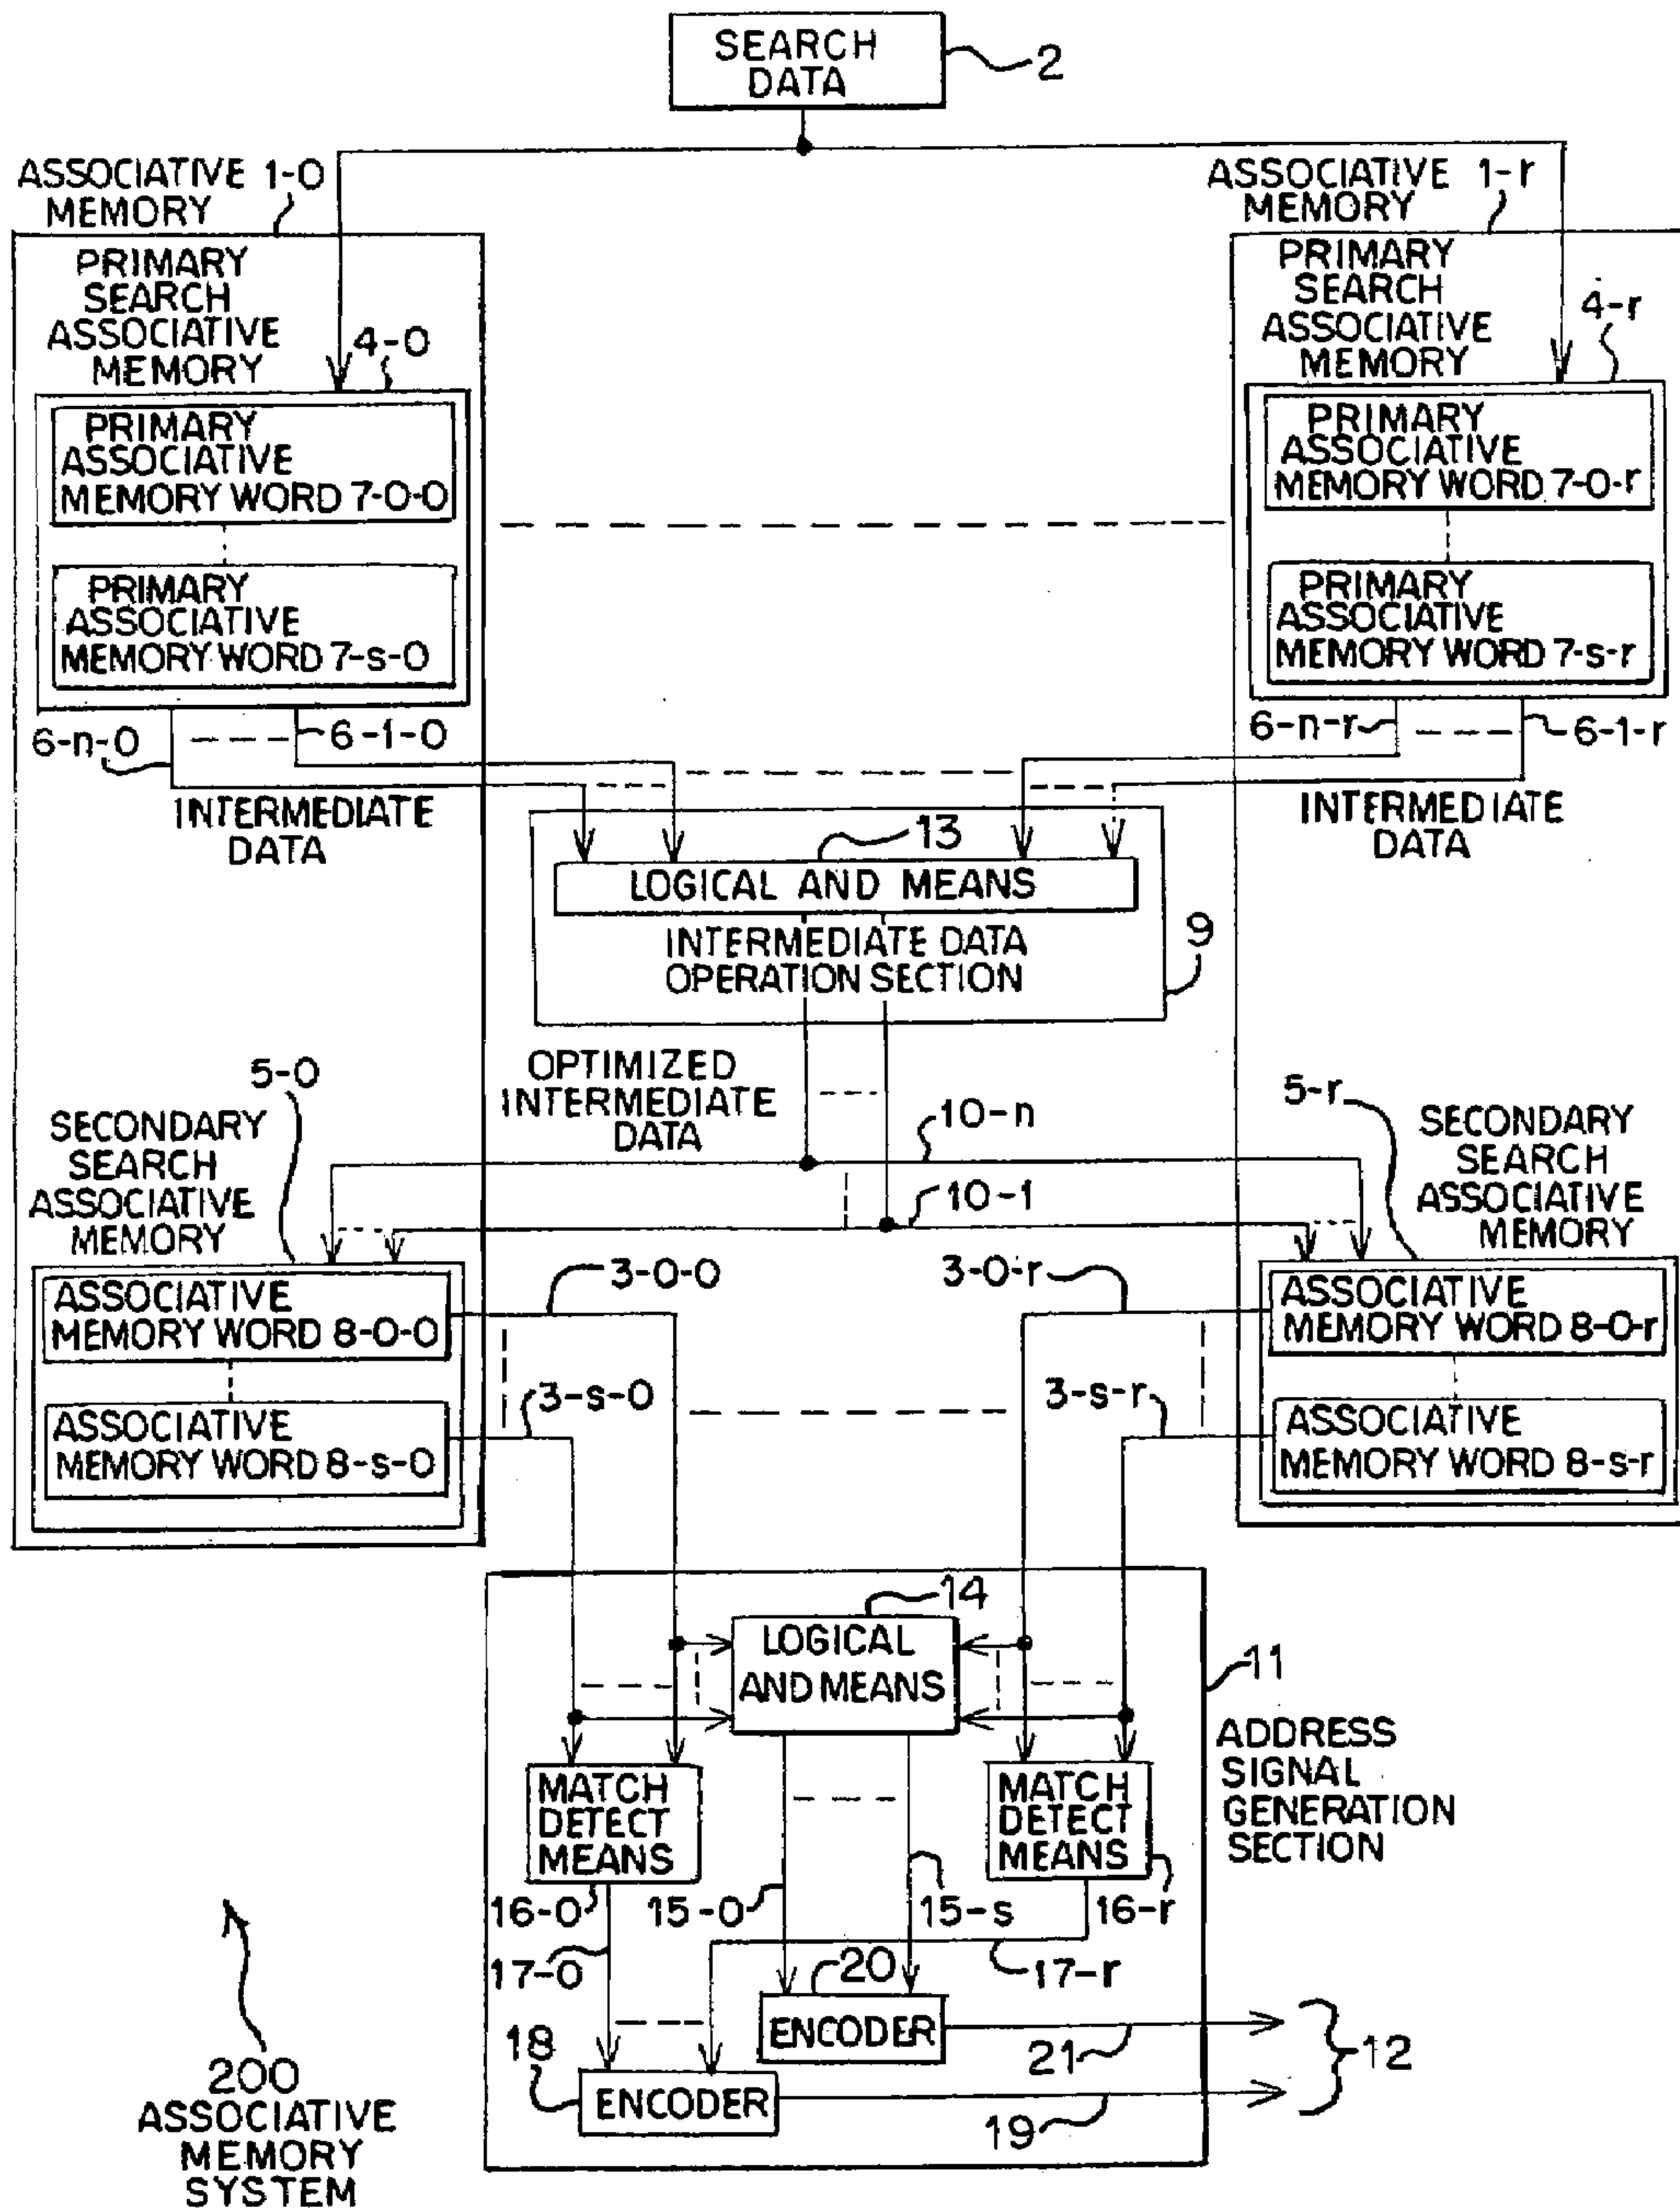 SEARCH
DATA
2
ASSOCIATIVE 1-0
MEMORY
ASSOCIATIVE 1-r
MEMORY
PRIMARY
SEARCH
ASSOCIATIVE
MEMORY
4-0
PRIMARY
ASSOCIATIVE
MEMORY WORD 7-0-0
PRIMARY
ASSOCIATIVE
MEMORY WORD 7-s-0
PRIMARY
SEARCH
ASSOCIATIVE
MEMORY
4-r
PRIMARY
ASSOCIATIVE
MEMORY WORD 7-0-r
PRIMARY
ASSOCIATIVE
MEMORY WORD 7-s-r
6-n-0
6-1-0
6-n-r
6-1-r
INTERMEDIATE
DATA
INTERMEDIATE
DATA
13
LOGICAL AND MEANS
INTERMEDIATE DATA
OPERATION SECTION
9
OPTIMIZED
INTERMEDIATE
DATA
10-n
10-1
5-0
SECONDARY
SEARCH
ASSOCIATIVE
MEMORY
5-r
SECONDARY
SEARCH
ASSOCIATIVE
MEMORY
ASSOCIATIVE
MEMORY WORD 8-0-0
ASSOCIATIVE
MEMORY WORD 8-s-0
3-0-0
3-s-0
3-0-r
3-s-r
ASSOCIATIVE
MEMORY WORD 8-0-r
ASSOCIATIVE
MEMORY WORD 8-s-r
14
LOGICAL
AND MEANS
11
ADDRESS
SIGNAL
GENERATION
SECTION
MATCH
DETECT
MEANS
MATCH
DETECT
MEANS
16-0
15-0
15-s
16-r
17-0
17-r
20
ENCODER
21
18
ENCODER
19
12
200
ASSOCIATIVE
MEMORY
SYSTEM